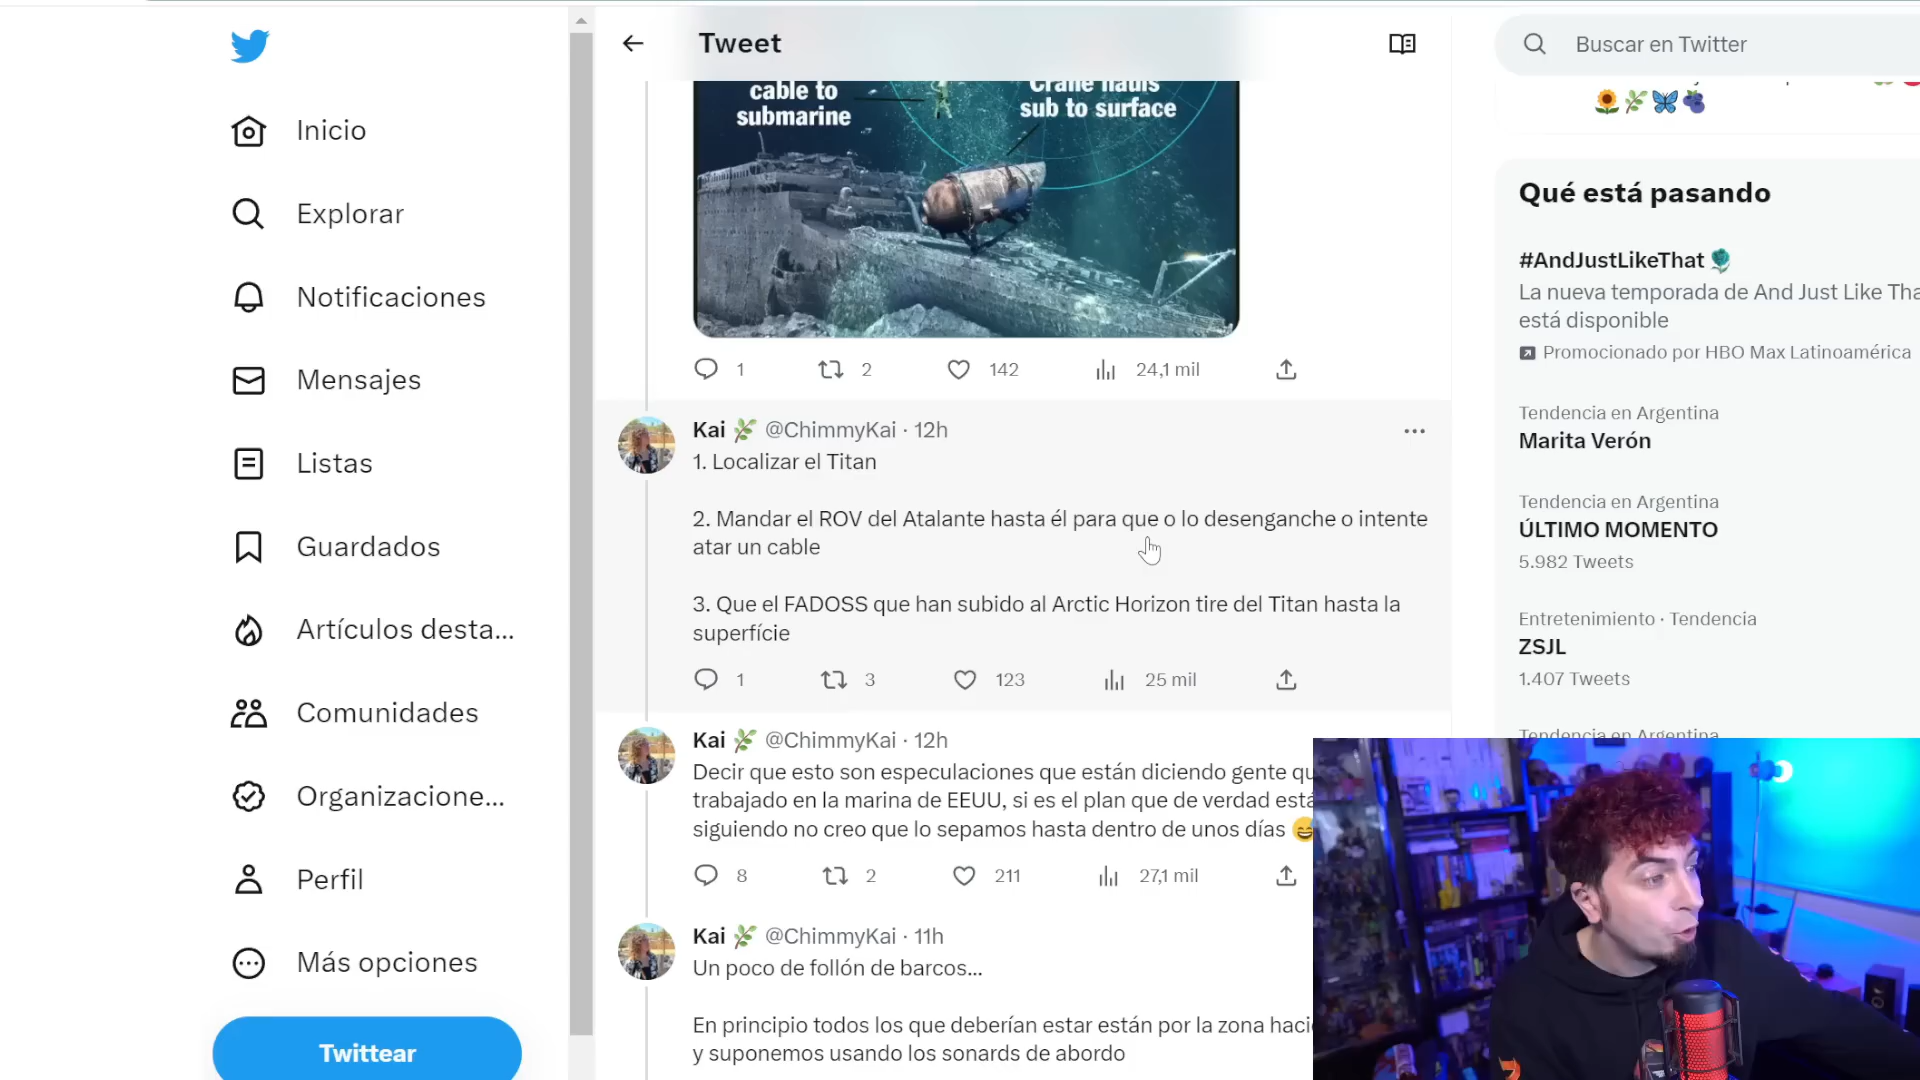 Tweet
Buscar en Twitter
cable to
submarine
Crane hauls
sub to surface
Inicio
Explorar
Notificaciones
Mensajes
Listas
Guardados
Artículos desta...
Comunidades
Organizacione...
Perfil
Más opciones
Twittear
1 2 142 24,1 mil
Kai 🌿 @ChimmyKai · 12h
1. Localizar el Titan
2. Mandar el ROV del Atalante hasta él para que o lo desenganche o intente
atar un cable
3. Que el FADOSS que han subido al Arctic Horizon tire del Titan hasta la
superfície
1 3 123 25 mil
Kai 🌿 @ChimmyKai · 12h
Decir que esto son especulaciones que están diciendo gente
trabajado en la marina de EEUU, si es el plan que de verdad
siguiendo no creo que lo sepamos hasta dentro de unos días 😄
8 2 211 27,1 mil
Kai 🌿 @ChimmyKai · 11h
Un poco de follón de barcos...
En principio todos los que deberían estar están por la zona
y suponemos usando los sonards de abordo
🌻🌿🦋🫐
Qué está pasando
#AndJustLikeThat
La nueva temporada de And Just Like
está disponible
Promocionado por HBO Max Latinoamérica
Tendencia en Argentina
Marita Verón
Tendencia en Argentina
ÚLTIMO MOMENTO
5.982 Tweets
Entretenimiento · Tendencia
ZSJL
1.407 Tweets
Tendencia en Argentina